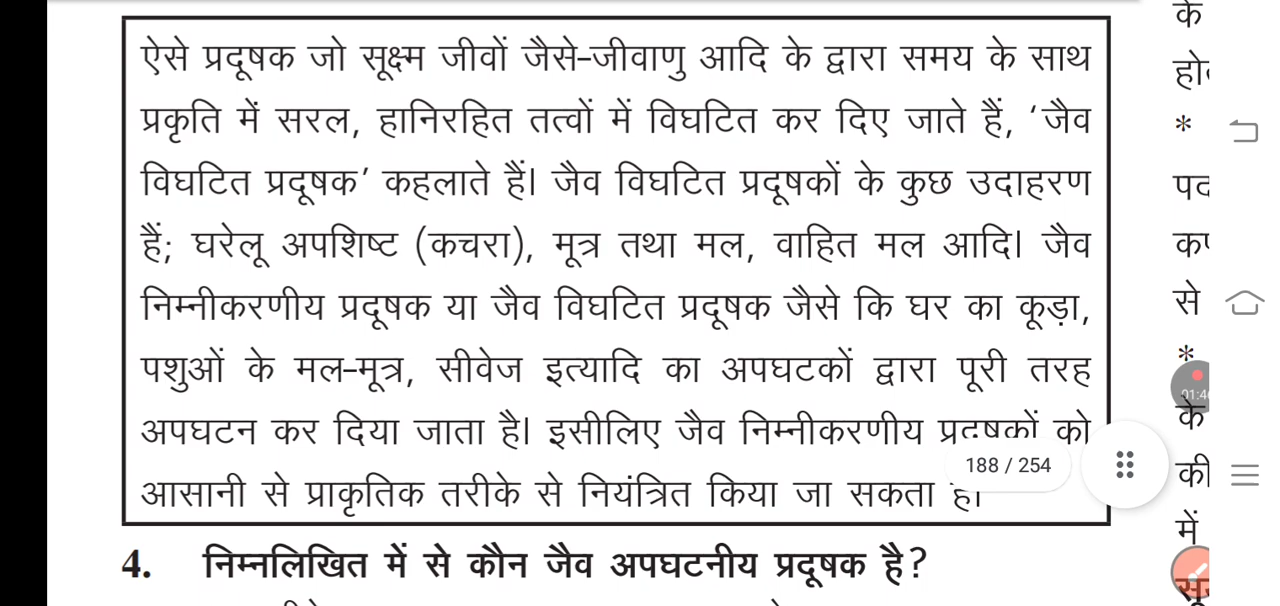 ऐसे प्रदूषक जो सूक्ष्म जीवों जैसे-जीवाणु आदि के द्वारा समय के साथ
प्रकृति में सरल, हानिरहित तत्वों में विघटित कर दिए जाते हैं, ‘जैव
विघटित प्रदूषक’ कहलाते हैं। जैव विघटित प्रदूषकों के कुछ उदाहरण
हैं; घरेलू अपशिष्ट (कचरा), मूत्र तथा मल, वाहित मल आदि। जैव
निम्नीकरणीय प्रदूषक या जैव विघटित प्रदूषक जैसे कि घर का कूड़ा,
पशुओं के मल-मूत्र, सीवेज इत्यादि का अपघटकों द्वारा पूरी तरह
अपघटन कर दिया जाता है। इसीलिए जैव निम्नीकरणीय प्रदूषकों को
आसानी से प्राकृतिक तरीके से नियंत्रित किया जा सकता है।
188 / 254
4. निम्नलिखित में से कौन जैव अपघटनीय प्रदूषक है?
के
*
से
*
के
की
में